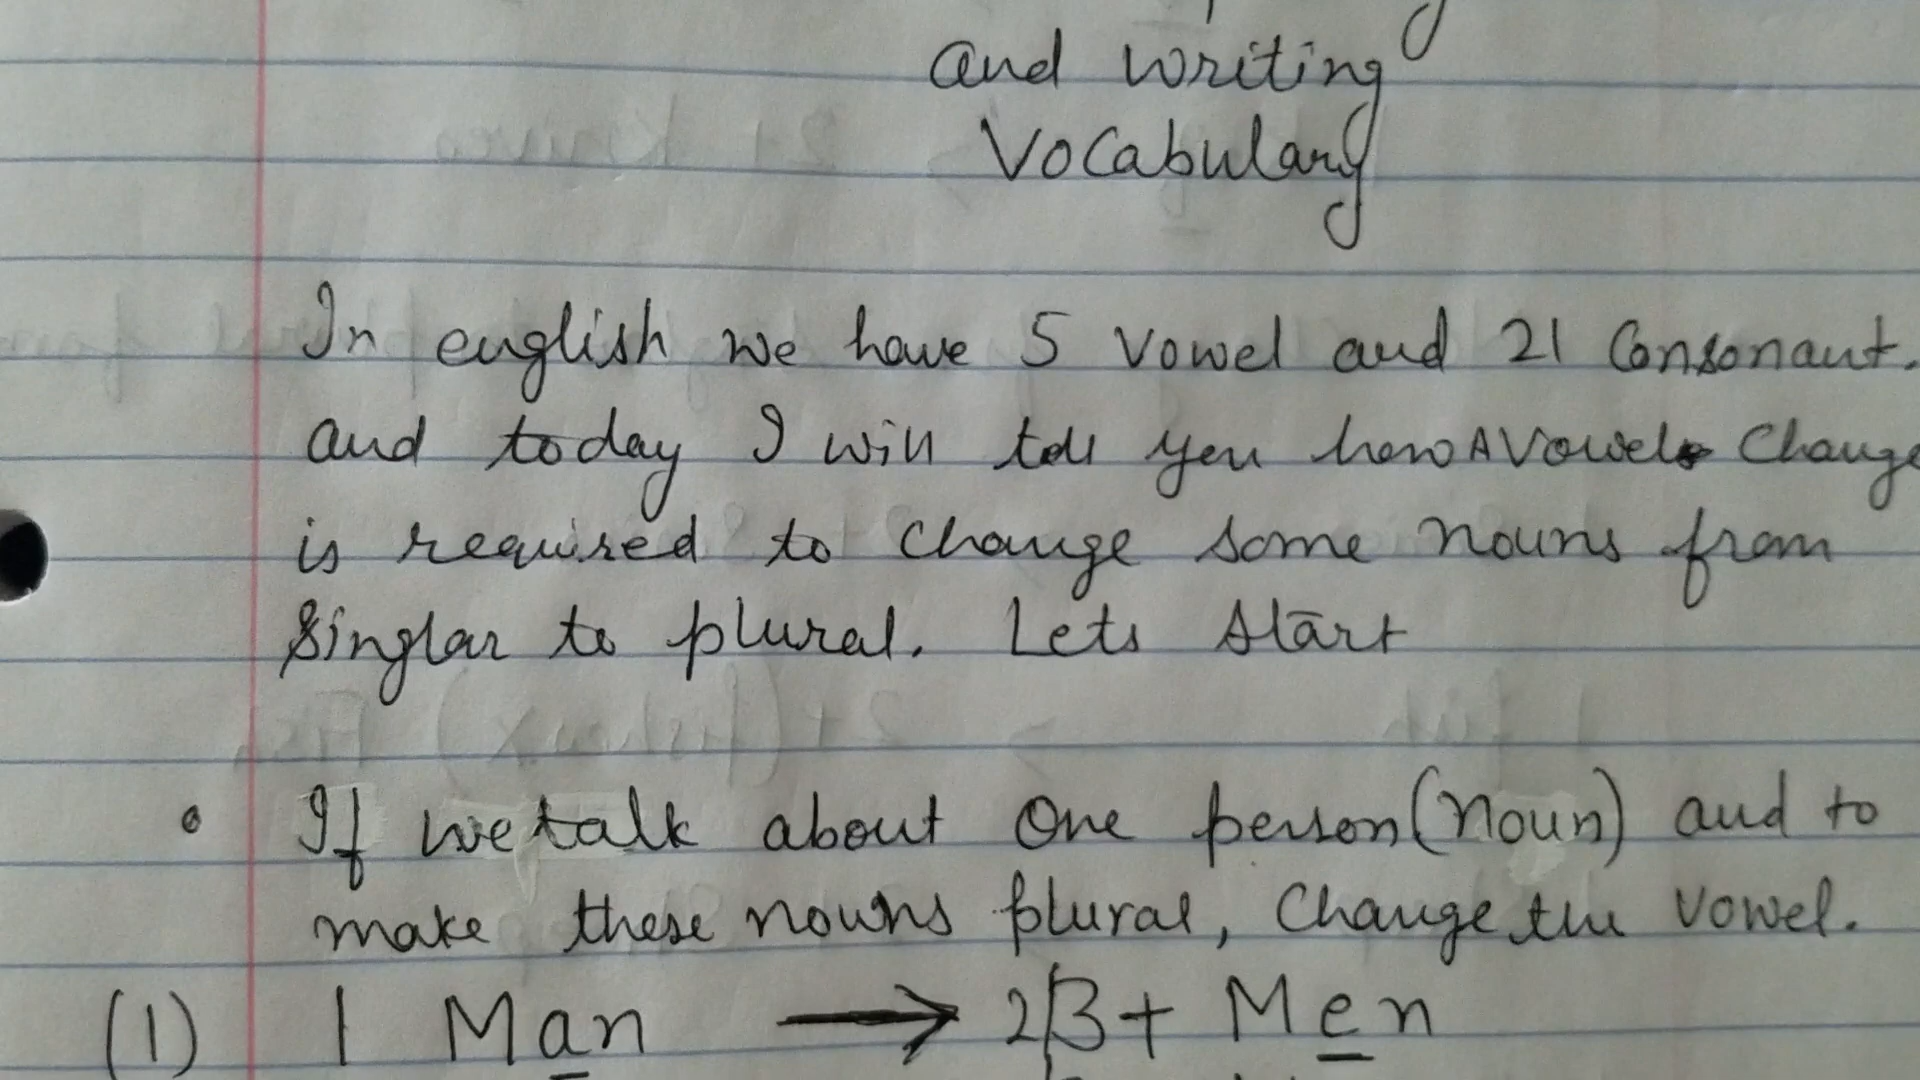 and writing
Vocabulary
In english we have 5 vowel and 21 Consonant.
and today I will tell you how A Vowel Change
is required to change some nouns from
Singlar to plural. Lets start
• If we talk about One person (noun) and to
make these nouns plural, Change the vowel.
(1) 1 Man → 2/3+ Men